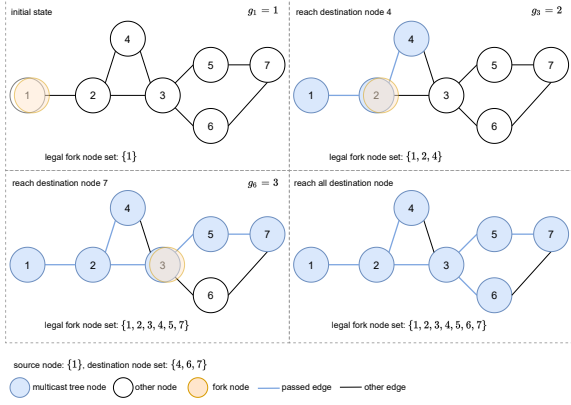 initial state
g₁ = 1
4
5
7
1
2
3
6
legal fork node set: {1}
reach destination node 4
g₃ = 2
4
5
7
1
2
3
6
legal fork node set: {1, 2, 4}
reach destination node 7
g₆ = 3
4
5
7
1
2
3
6
legal fork node set: {1, 2, 3, 4, 5, 7}
reach all destination node
4
5
7
1
2
3
6
legal fork node set: {1, 2, 3, 4, 5, 6, 7}
source node: {1}, destination node set: {4, 6, 7}
multicast tree node other node fork node passed edge other edge